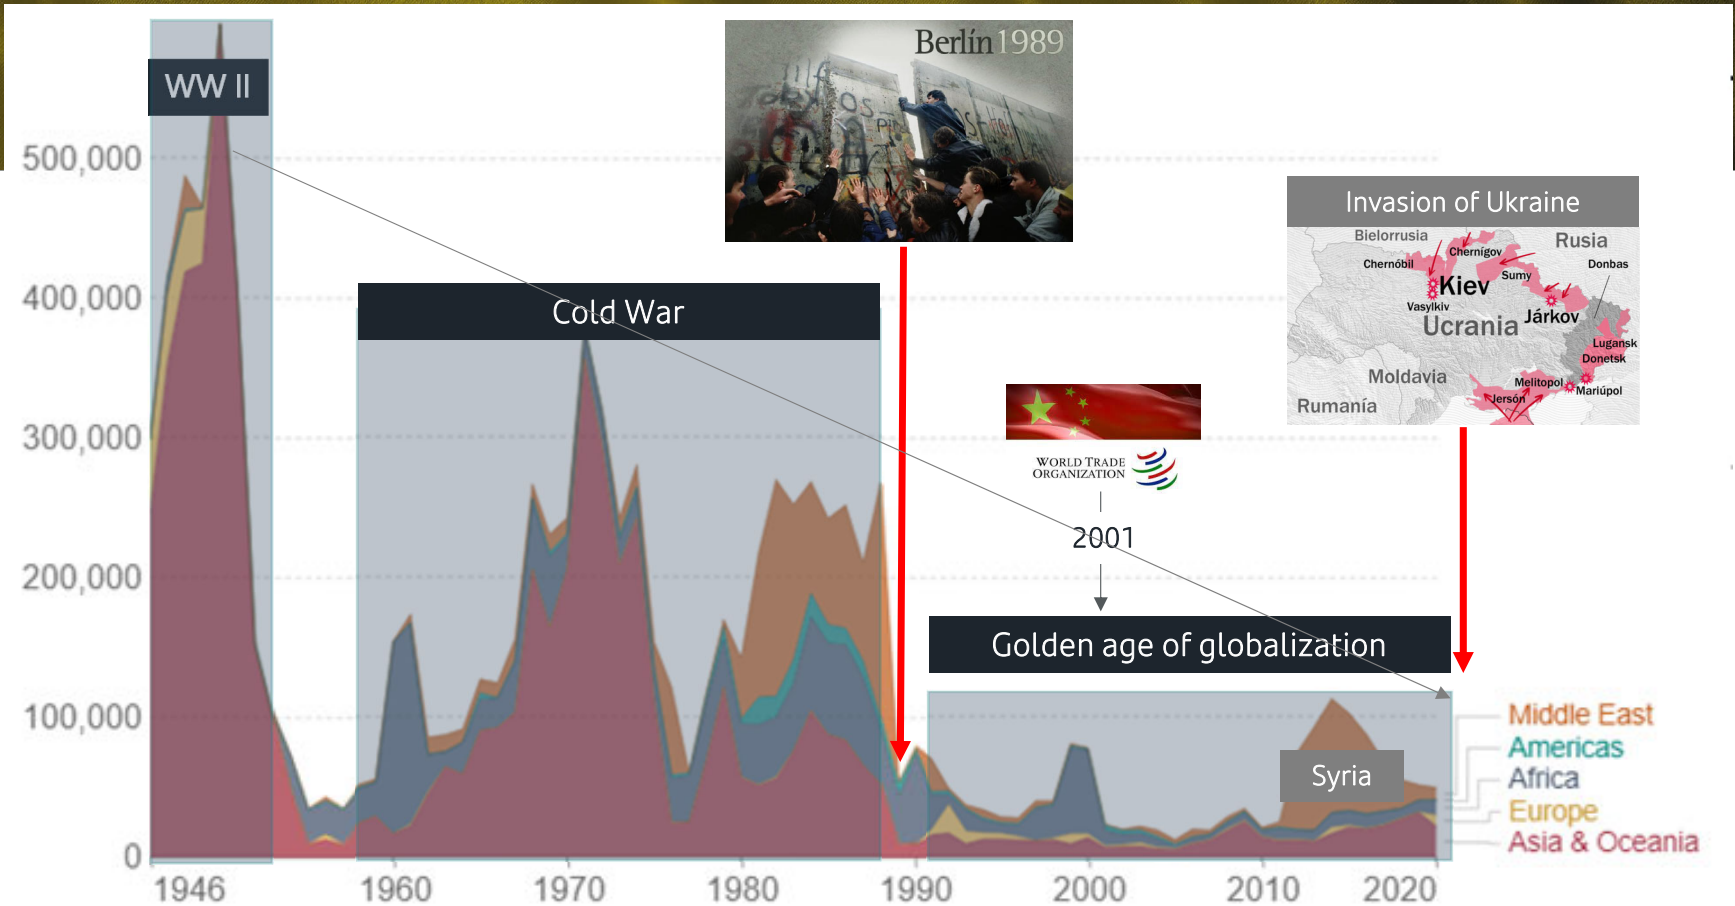 WW II
500,000
400,000
300,000
200,000
100,000
0
1946
1960
1970
1980
1990
2000
2010
2020
Cold War
Berlín 1989
WORLD TRADE
ORGANIZATION
2001
Golden age of globalization
Invasion of Ukraine
Bielorrusia
Rusia
Chernígov
Chernóbil
Donbas
Sumy
Kiev
Vasylkiv
Járkov
Ucrania
Lugansk
Donetsk
Moldavia
Melitopol
Mariúpol
Jersón
Rumanía
Syria
Middle East
Americas
Africa
Europe
Asia & Oceania